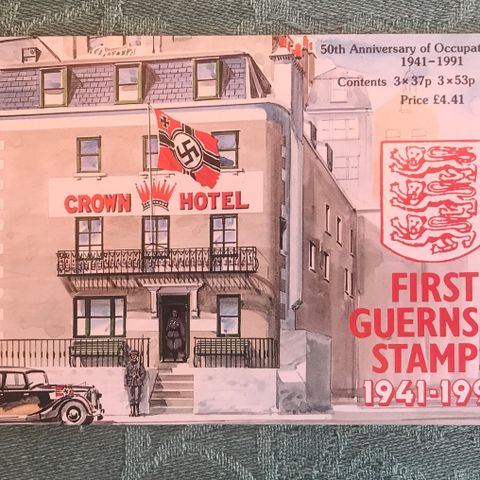 50th Anniversary of Occupat
1941–1991
Contents 3×37p 3×53p
Price £4.41
CROWN HOTEL
FIRST
GUERNS
STAMP
1941-199